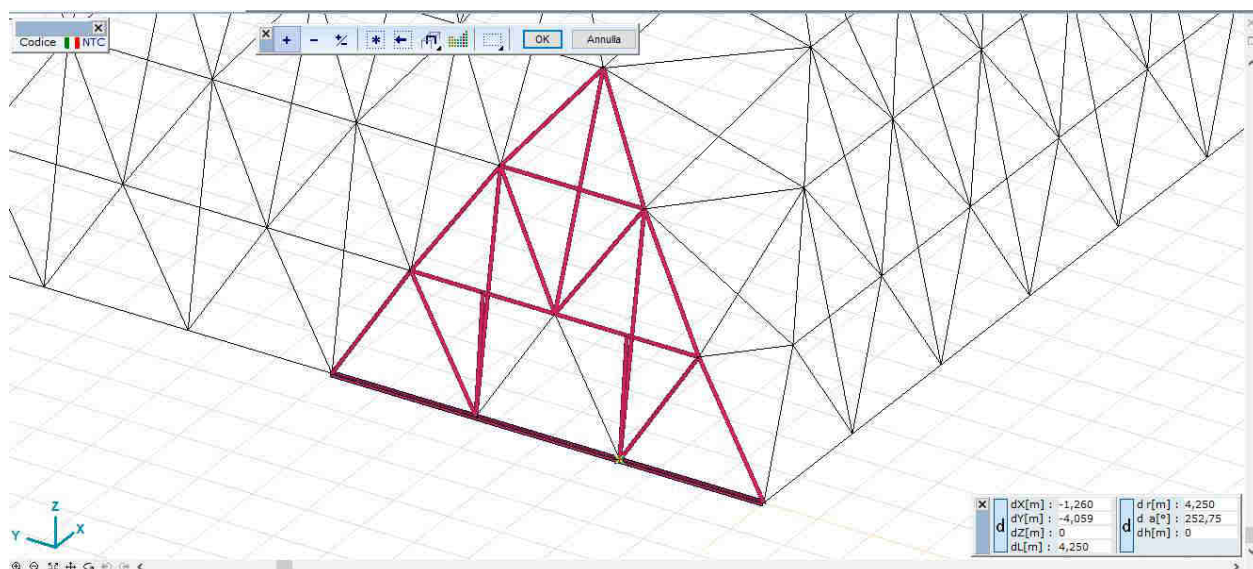 Codice NTC
OK Annulla
Z
Y X
dX[m] : -1,260
dY[m] : -4,059
dZ[m] : 0
dL[m] : 4,250
d
d r[m] : 4,250
d a[°] : 252,75
dh[m] : 0
d